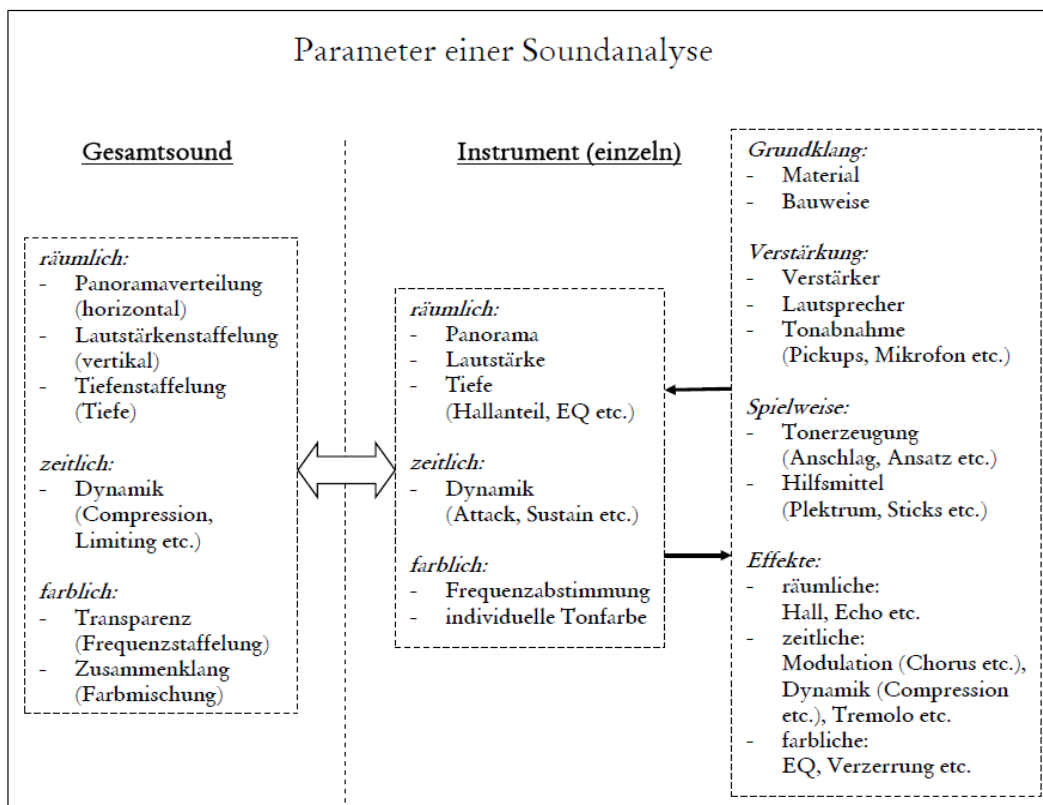 Parameter einer Soundanalyse
Gesamtsound
räumlich:
- Panoramaverteilung
(horizontal)
- Lautstärkenstaffelung
(vertikal)
- Tiefenstaffelung
(Tiefe)
zeitlich:
- Dynamik
(Compression,
Limiting etc.)
farblich:
- Transparenz
(Frequenzstaffelung)
- Zusammenklang
(Farbmischung)
Instrument (einzeln)
räumlich:
- Panorama
- Lautstärke
- Tiefe
(Hallanteil, EQ etc.)
zeitlich:
- Dynamik
(Attack, Sustain etc.)
farblich:
- Frequenzabstimmung
- individuelle Tonfarbe
Grundklang:
- Material
- Bauweise
Verstärkung:
- Verstärker
- Lautsprecher
- Tonabnahme
(Pickups, Mikrofon etc.)
Spielweise:
- Tonerzeugung
(Anschlag, Ansatz etc.)
- Hilfsmittel
(Plektrum, Sticks etc.)
Effekte:
- räumliche:
Hall, Echo etc.
- zeitliche:
Modulation (Chorus etc.),
Dynamik (Compression
etc.), Tremolo etc.
- farbliche:
EQ, Verzerrung etc.